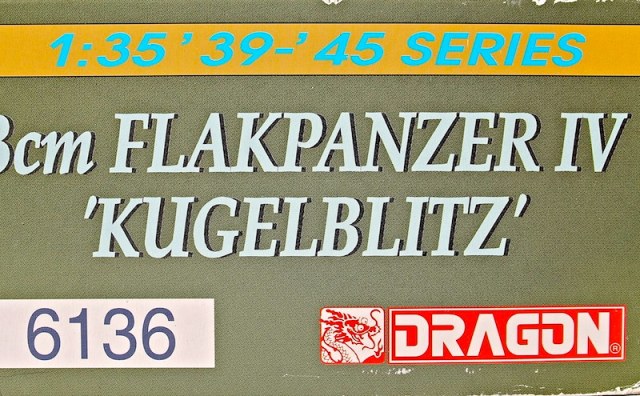 1:35 '39-'45 SERIES
3cm FLAKPANZER IV
'KUGELBLITZ'
6136
DRAGON®